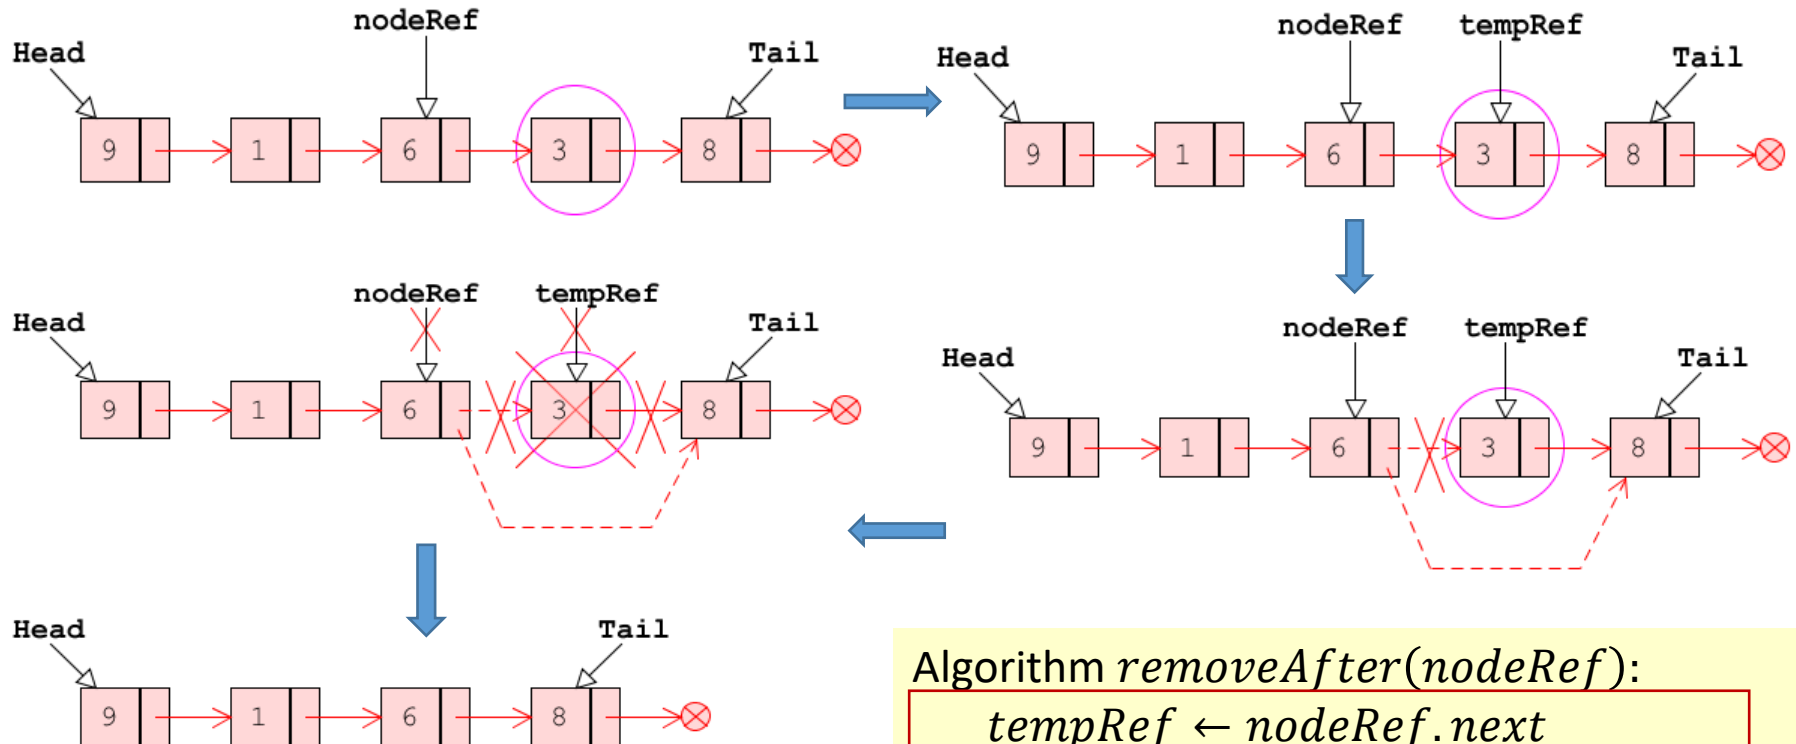 nodeRef
Head Tail
9 1 6 3 8
nodeRef tempRef
Head Tail
9 1 6 3 8
nodeRef tempRef
Head Tail
9 1 6 3 8
nodeRef tempRef
Head Tail
9 1 6 3 8
Head Tail
9 1 6 8
Algorithm removeAfter(nodeRef):
tempRef ← nodeRef.next